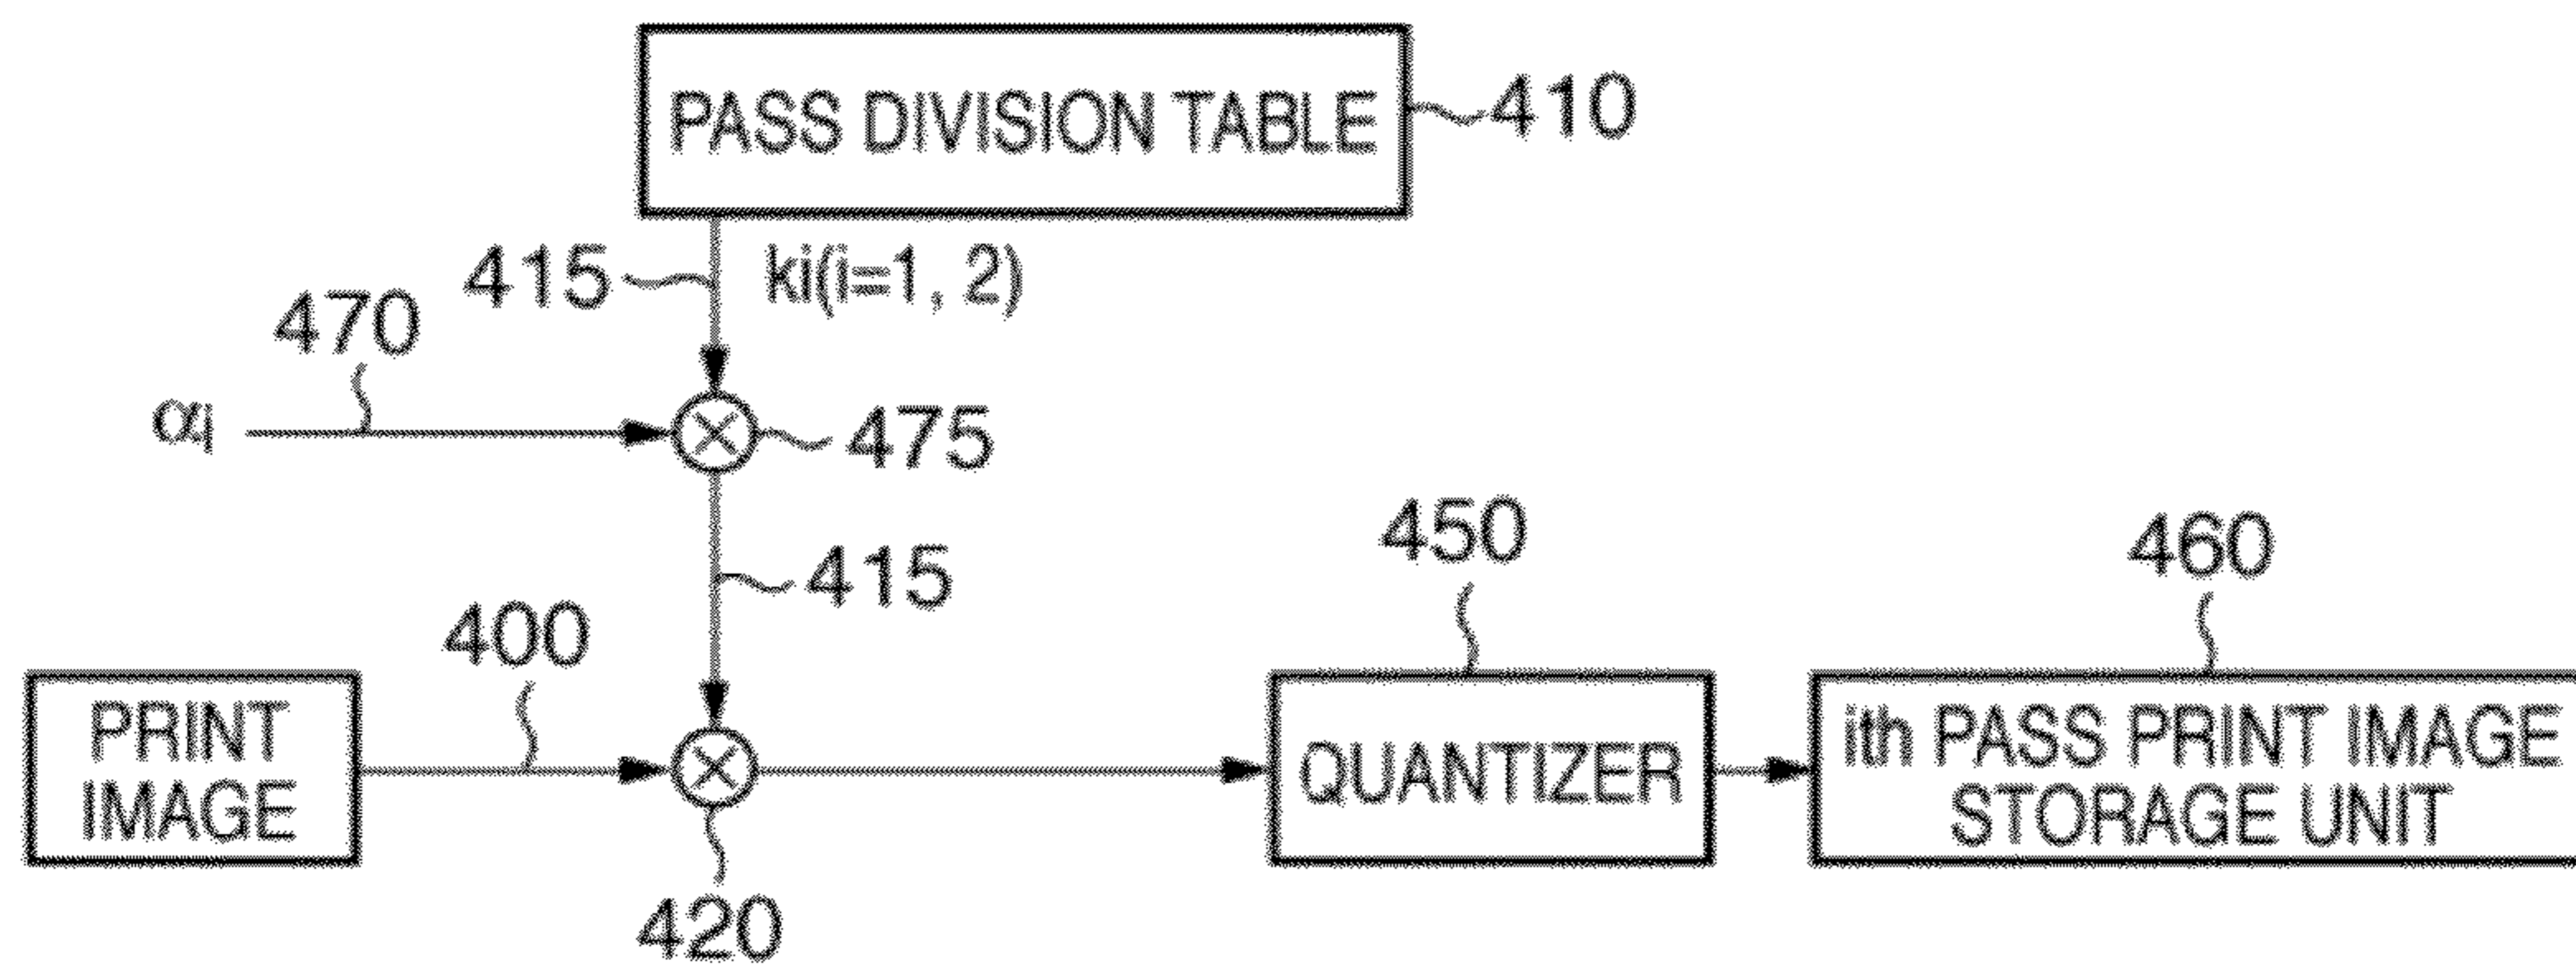 PASS DIVISION TABLE
410
415
ki(i=1, 2)
470
αi
475
415
450
460
400
PRINT
IMAGE
QUANTIZER
ith PASS PRINT IMAGE
STORAGE UNIT
420